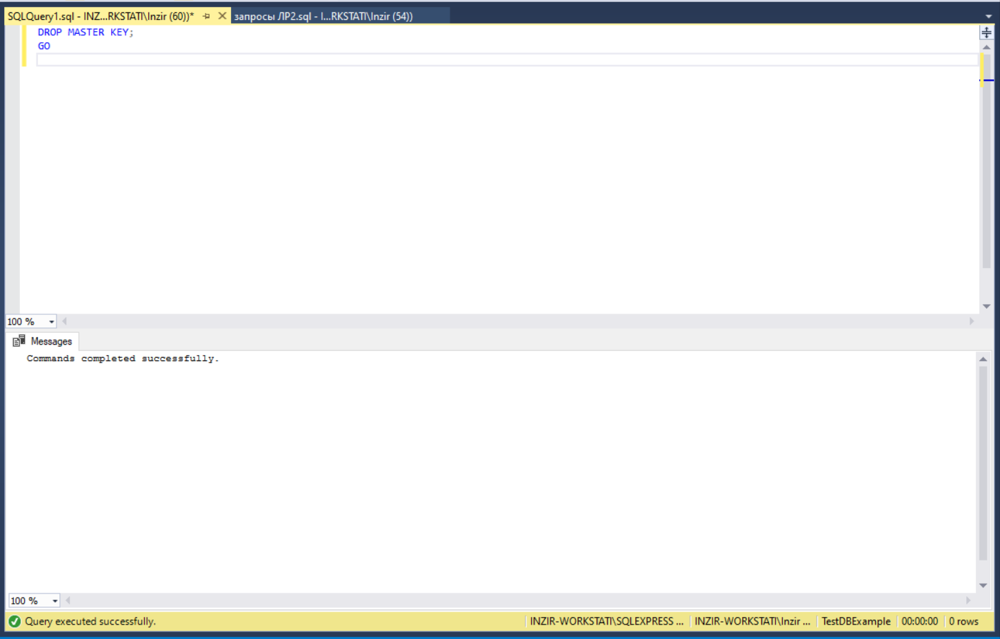 SQLQuery1.sql - INZ...RKSTATI\Inzir (60))* запросы ЛР2.sql - I...RKSTATI\Inzir (54))
DROP MASTER KEY;
GO
100 %
Messages
Commands completed successfully.
100 %
Query executed successfully. INZIR-WORKSTATI\SQLEXPRESS ... INZIR-WORKSTATI\Inzir ... TestDBExample 00:00:00 0 rows